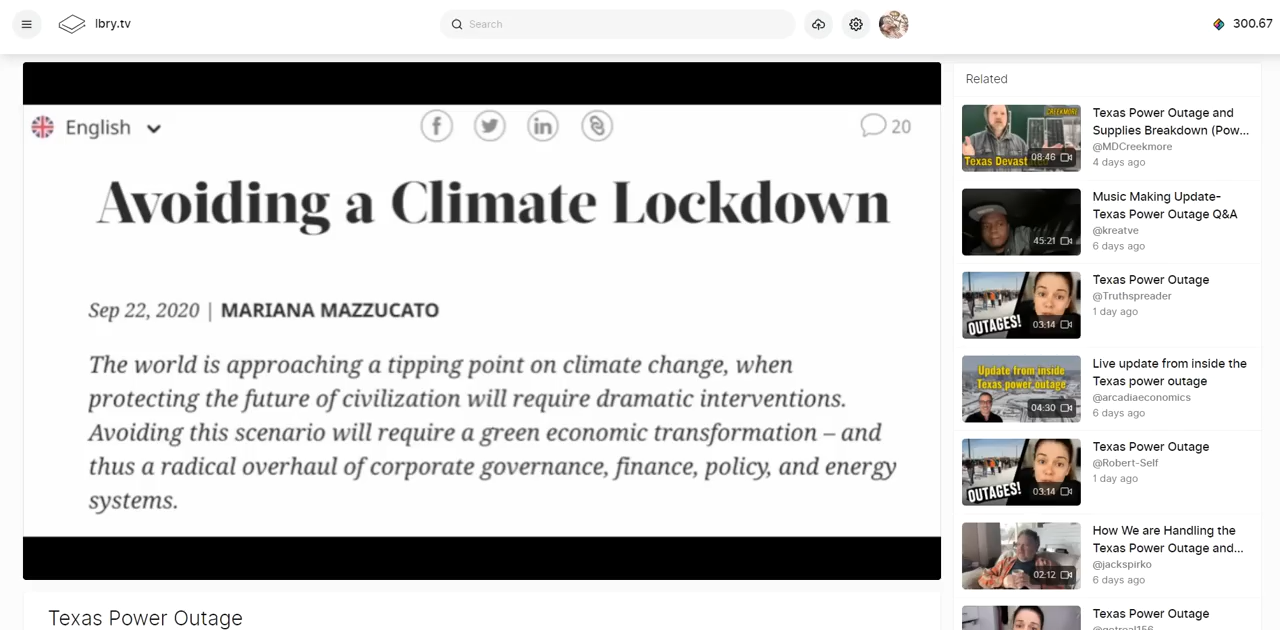 lbry.tv
Search
300.67
English
20
Avoiding a Climate Lockdown
Sep 22, 2020 | MARIANA MAZZUCATO
The world is approaching a tipping point on climate change, when
protecting the future of civilization will require dramatic interventions.
Avoiding this scenario will require a green economic transformation – and
thus a radical overhaul of corporate governance, finance, policy, and energy
systems.
Texas Power Outage
Related
CREEKMORE
Texas Devast
08:46
Texas Power Outage and
Supplies Breakdown (Pow...
@MDCreekmore
4 days ago
45:21
Music Making Update-
Texas Power Outage Q&A
@kreatve
6 days ago
OUTAGES!
03:14
Texas Power Outage
@Truthspreader
1 day ago
Update from inside
Texas power outage
04:30
Live update from inside the
Texas power outage
@arcadiaeconomics
6 days ago
OUTAGES!
03:14
Texas Power Outage
@Robert-Self
1 day ago
02:12
How We are Handling the
Texas Power Outage and...
@jackspirko
6 days ago
Texas Power Outage